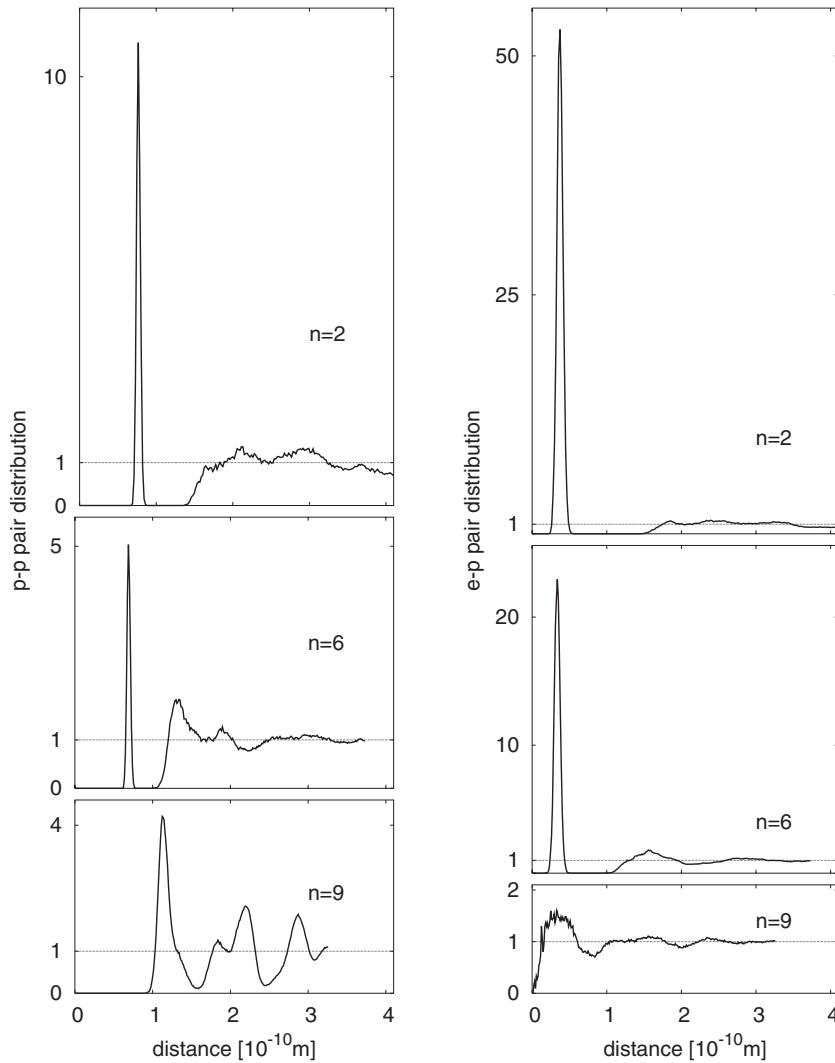 10
n=2
1
0
p-p pair distribution
5
n=6
1
0
4
n=9
1
0
0 1 2 3 4
distance [10⁻¹⁰m]
50
25
n=2
1
e-p pair distribution
20
10
n=6
1
2
n=9
1
0
0 1 2 3 4
distance [10⁻¹⁰m]